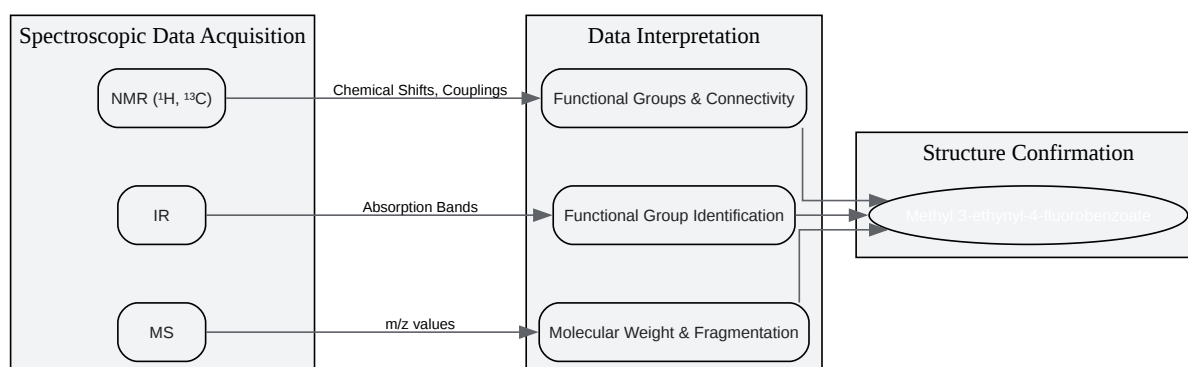 Spectroscopic Data Acquisition
Data Interpretation
NMR (¹H, ¹³C)
Chemical Shifts, Couplings
Functional Groups & Connectivity
Structure Confirmation
IR
Absorption Bands
Functional Group Identification
Methyl 3-ethynyl-4-fluorobenzoate
MS
m/z values
Molecular Weight & Fragmentation